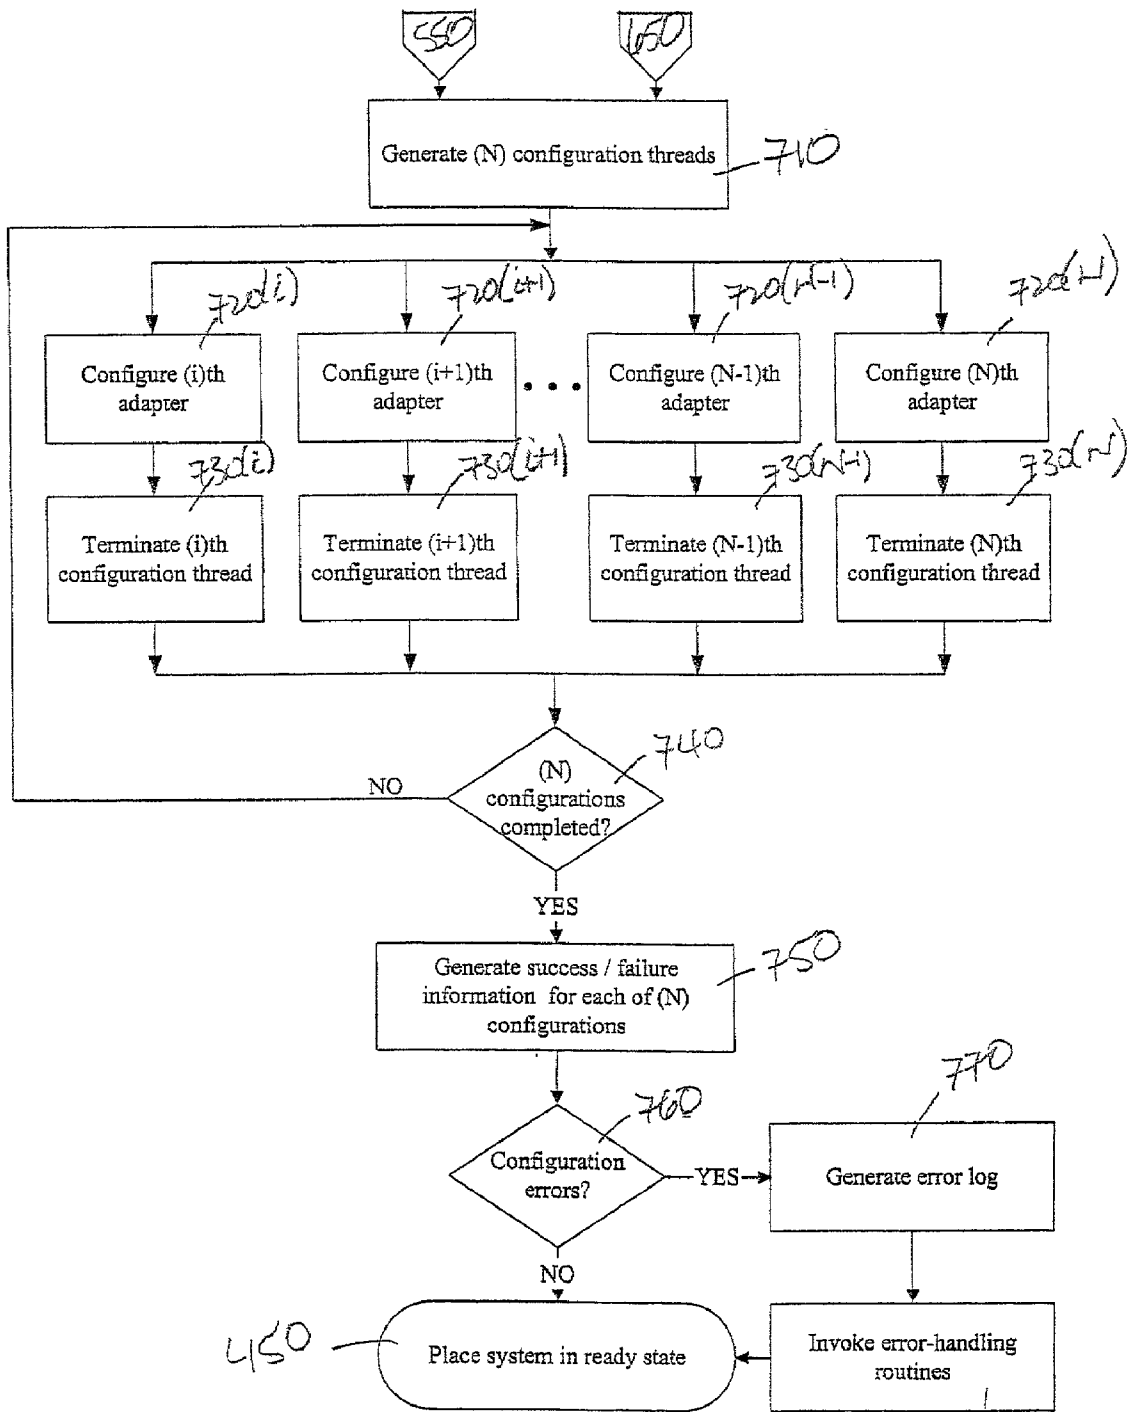 550
650
Generate (N) configuration threads
710
720(i)
720(i+1)
720(N-1)
Configure (i)th
adapter
Configure (i+1)th
adapter
• • •
Configure (N-1)th
adapter
Configure (N)th
adapter
730(i)
730(i+1)
730(N-1)
730(N)
Terminate (i)th
configuration thread
Terminate (i+1)th
configuration thread
Terminate (N-1)th
configuration thread
Terminate (N)th
configuration thread
740
(N)
configurations
completed?
NO
YES
Generate success / failure
information for each of (N)
configurations
750
760
770
Configuration
errors?
YES
Generate error log
NO
450
Place system in ready state
Invoke error-handling
routines